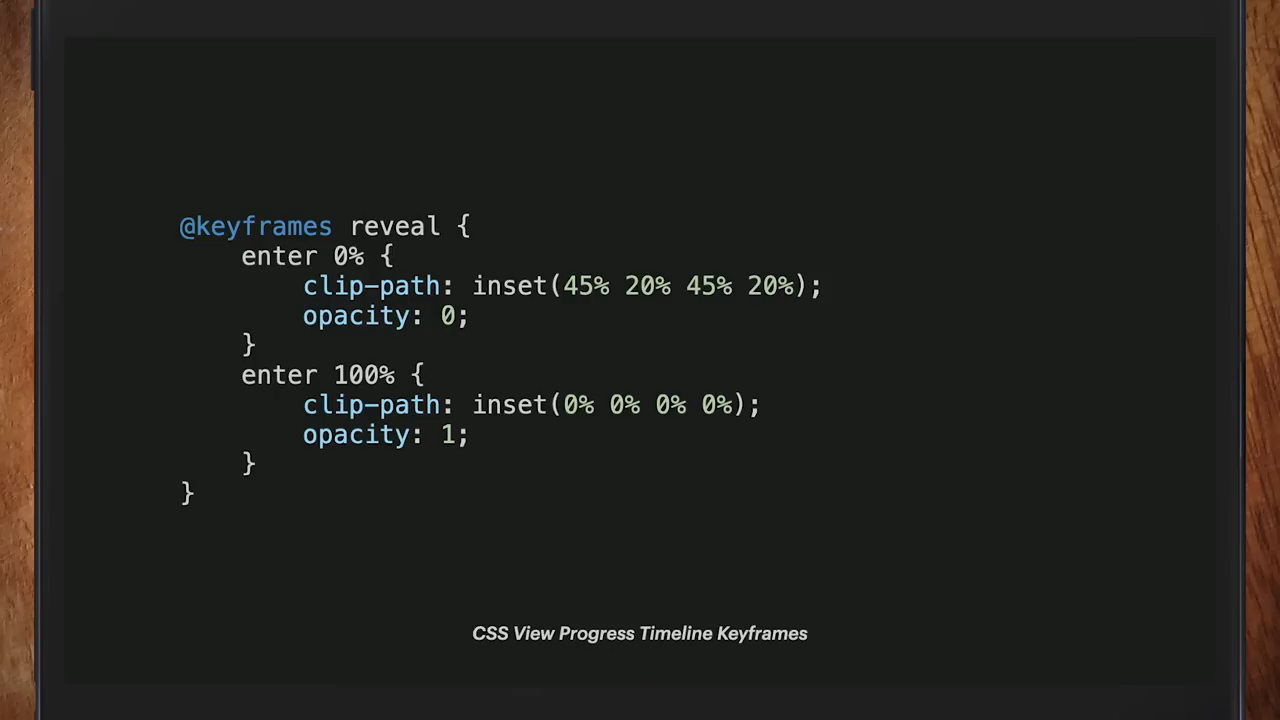 @keyframes reveal {
    enter 0% {
        clip-path: inset(45% 20% 45% 20%);
        opacity: 0;
    }
    enter 100% {
        clip-path: inset(0% 0% 0% 0%);
        opacity: 1;
    }
}
CSS View Progress Timeline Keyframes